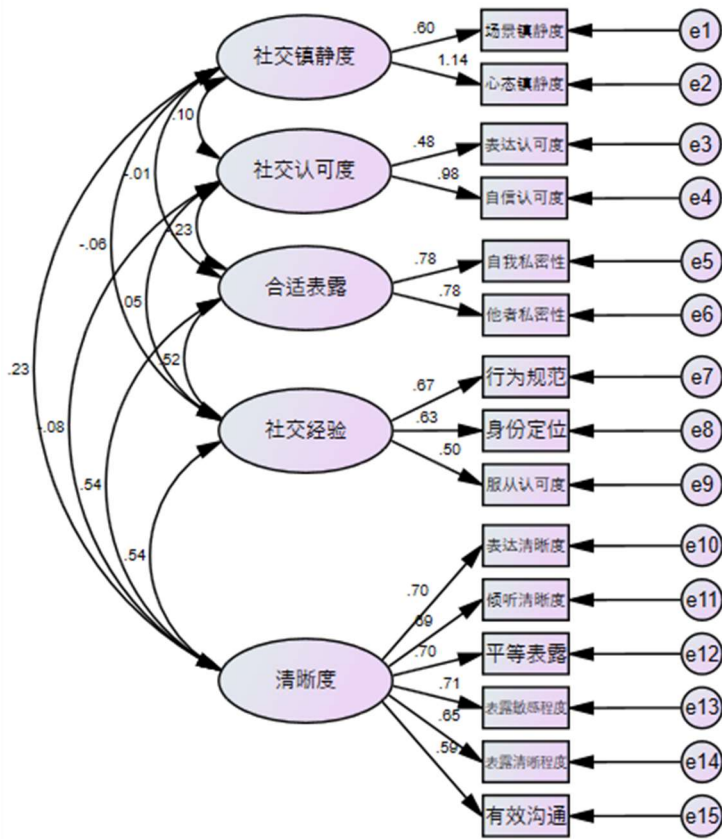 .60
场景镇静度
e1
社交镇静度
1.14
心态镇静度
e2
.10
.48
表达认可度
e3
社交认可度
.98
自信认可度
e4
-.01
.23
-.06
.78
自我私密性
e5
合适表露
.78
他者私密性
e6
.05
.52
.23
.67
行为规范
e7
社交经验
.63
身份定位
e8
-.08
.50
服从认可度
e9
.54
.54
.70
表达清晰度
e10
.69
倾听清晰度
e11
.70
平等表露
e12
清晰度
.71
表露敏感程度
e13
.65
表露清晰程度
e14
.59
有效沟通
e15